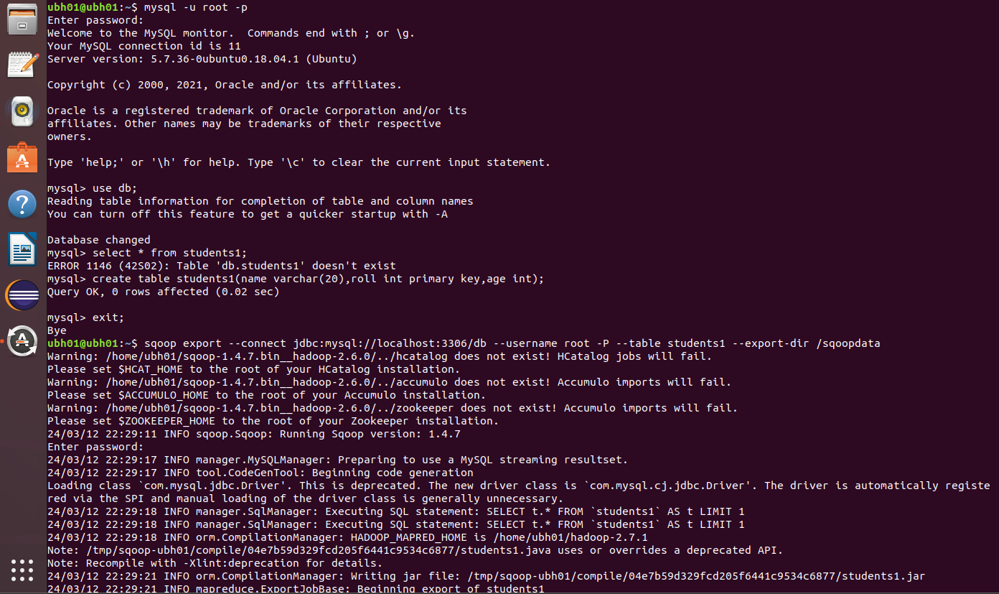 ubh01@ubh01:~$ mysql -u root -p
Enter password:
Welcome to the MySQL monitor.  Commands end with ; or \g.
Your MySQL connection id is 11
Server version: 5.7.36-0ubuntu0.18.04.1 (Ubuntu)
Copyright (c) 2000, 2021, Oracle and/or its affiliates.
Oracle is a registered trademark of Oracle Corporation and/or its
affiliates. Other names may be trademarks of their respective
owners.
Type 'help;' or '\h' for help. Type '\c' to clear the current input statement.
mysql> use db;
Reading table information for completion of table and column names
You can turn off this feature to get a quicker startup with -A
Database changed
mysql> select * from students1;
ERROR 1146 (42S02): Table 'db.students1' doesn't exist
mysql> create table students1(name varchar(20),roll int primary key,age int);
Query OK, 0 rows affected (0.02 sec)
mysql> exit;
Bye
ubh01@ubh01:~$ sqoop export --connect jdbc:mysql://localhost:3306/db --username root -P --table students1 --export-dir /sqoopdata
Warning: /home/ubh01/sqoop-1.4.7.bin__hadoop-2.6.0/../hcatalog does not exist! HCatalog jobs will fail.
Please set $HCAT_HOME to the root of your HCatalog installation.
Warning: /home/ubh01/sqoop-1.4.7.bin__hadoop-2.6.0/../accumulo does not exist! Accumulo imports will fail.
Please set $ACCUMULO_HOME to the root of your Accumulo installation.
Warning: /home/ubh01/sqoop-1.4.7.bin__hadoop-2.6.0/../zookeeper does not exist! Accumulo imports will fail.
Please set $ZOOKEEPER_HOME to the root of your Zookeeper installation.
24/03/12 22:29:11 INFO sqoop.Sqoop: Running Sqoop version: 1.4.7
Enter password:
24/03/12 22:29:17 INFO manager.MySQLManager: Preparing to use a MySQL streaming resultset.
24/03/12 22:29:17 INFO tool.CodeGenTool: Beginning code generation
Loading class `com.mysql.jdbc.Driver'. This is deprecated. The new driver class is `com.mysql.cj.jdbc.Driver'. The driver is automatically registe
red via the SPI and manual loading of the driver class is generally unnecessary.
24/03/12 22:29:18 INFO manager.SqlManager: Executing SQL statement: SELECT t.* FROM `students1` AS t LIMIT 1
24/03/12 22:29:18 INFO manager.SqlManager: Executing SQL statement: SELECT t.* FROM `students1` AS t LIMIT 1
24/03/12 22:29:18 INFO orm.CompilationManager: HADOOP_MAPRED_HOME is /home/ubh01/hadoop-2.7.1
Note: /tmp/sqoop-ubh01/compile/04e7b59d329fcd205f6441c9534c6877/students1.java uses or overrides a deprecated API.
Note: Recompile with -Xlint:deprecation for details.
24/03/12 22:29:21 INFO orm.CompilationManager: Writing jar file: /tmp/sqoop-ubh01/compile/04e7b59d329fcd205f6441c9534c6877/students1.jar
24/03/12 22:29:21 INFO mapreduce.ExportJobBase: Beginning export of students1